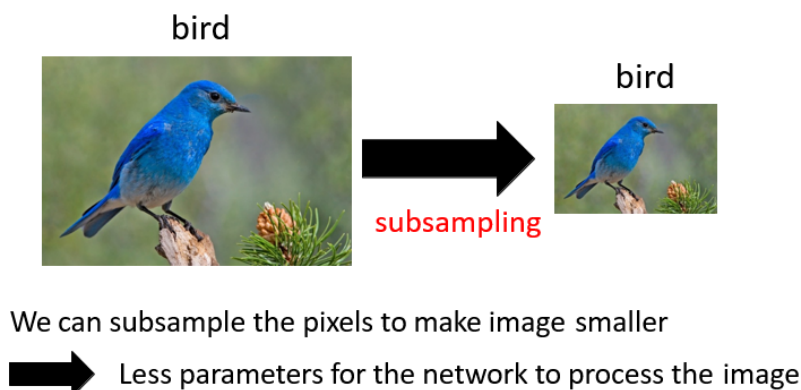 bird
bird
subsampling
We can subsample the pixels to make image smaller
Less parameters for the network to process the image